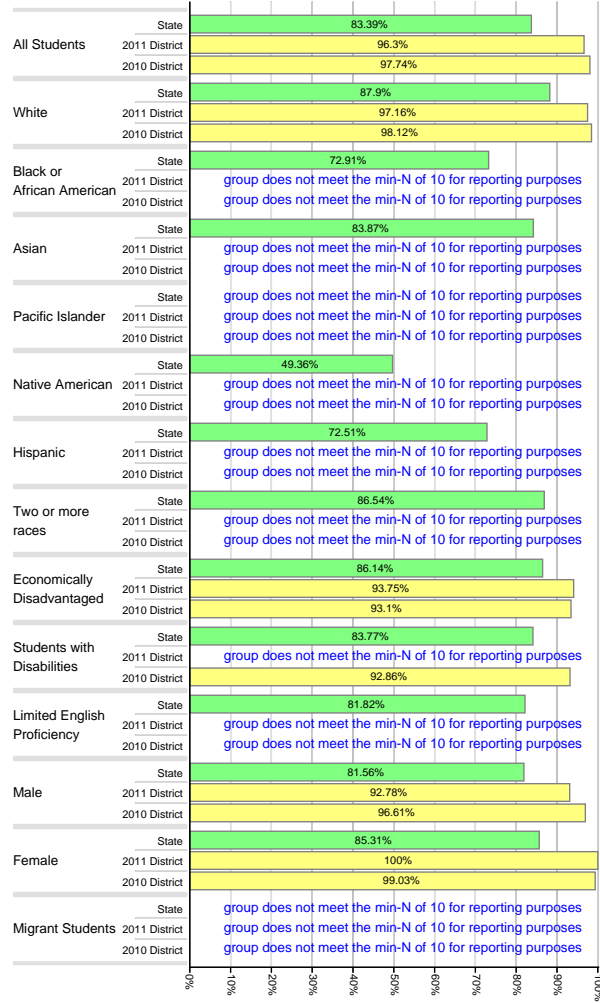 State
83.39%
All Students
2011 District
96.3%
2010 District
97.74%
State
87.9%
White
2011 District
97.16%
2010 District
98.12%
State
72.91%
Black or
African American
2011 District
group does not meet the min-N of 10 for reporting purposes
2010 District
group does not meet the min-N of 10 for reporting purposes
State
83.87%
Asian
2011 District
group does not meet the min-N of 10 for reporting purposes
2010 District
group does not meet the min-N of 10 for reporting purposes
State
group does not meet the min-N of 10 for reporting purposes
Pacific Islander
2011 District
group does not meet the min-N of 10 for reporting purposes
2010 District
group does not meet the min-N of 10 for reporting purposes
State
49.36%
Native American
2011 District
group does not meet the min-N of 10 for reporting purposes
2010 District
group does not meet the min-N of 10 for reporting purposes
State
72.51%
Hispanic
2011 District
group does not meet the min-N of 10 for reporting purposes
2010 District
group does not meet the min-N of 10 for reporting purposes
State
86.54%
Two or more
races
2011 District
group does not meet the min-N of 10 for reporting purposes
2010 District
group does not meet the min-N of 10 for reporting purposes
State
86.14%
Economically
Disadvantaged
2011 District
93.75%
2010 District
93.1%
State
83.77%
Students with
Disabilities
2011 District
group does not meet the min-N of 10 for reporting purposes
2010 District
92.86%
State
81.82%
Limited English
Proficiency
2011 District
group does not meet the min-N of 10 for reporting purposes
2010 District
group does not meet the min-N of 10 for reporting purposes
State
81.56%
Male
2011 District
92.78%
2010 District
96.61%
State
85.31%
Female
2011 District
100%
2010 District
99.03%
State
group does not meet the min-N of 10 for reporting purposes
Migrant Students
2011 District
group does not meet the min-N of 10 for reporting purposes
2010 District
group does not meet the min-N of 10 for reporting purposes
0%
10%
20%
30%
40%
50%
60%
70%
80%
90%
100%